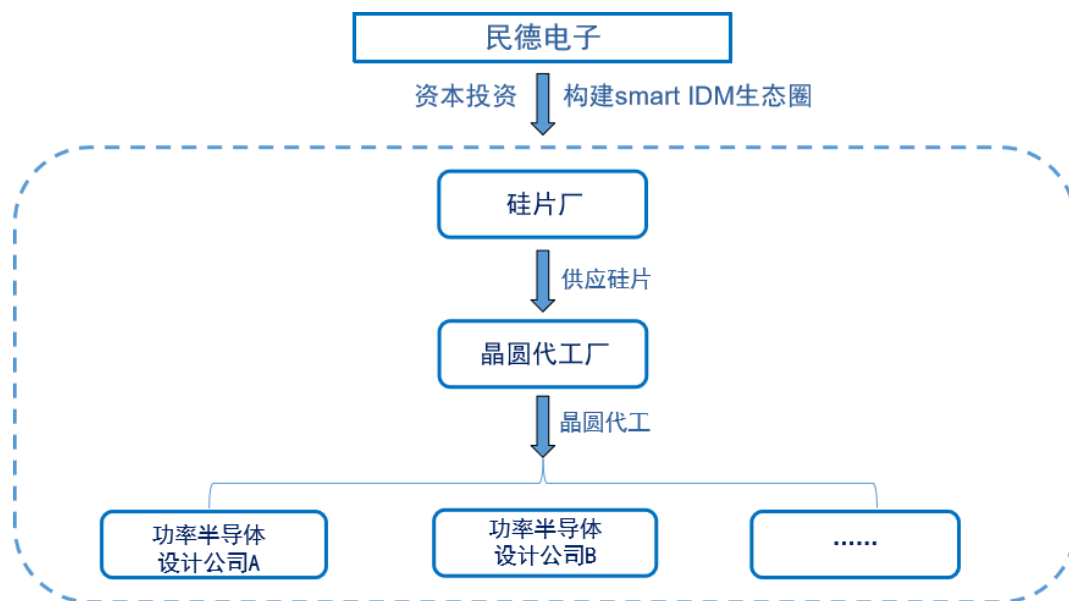 民德电子
资本投资 构建smart IDM生态圈
硅片厂
供应硅片
晶圆代工厂
晶圆代工
功率半导体
设计公司A
功率半导体
设计公司B
......